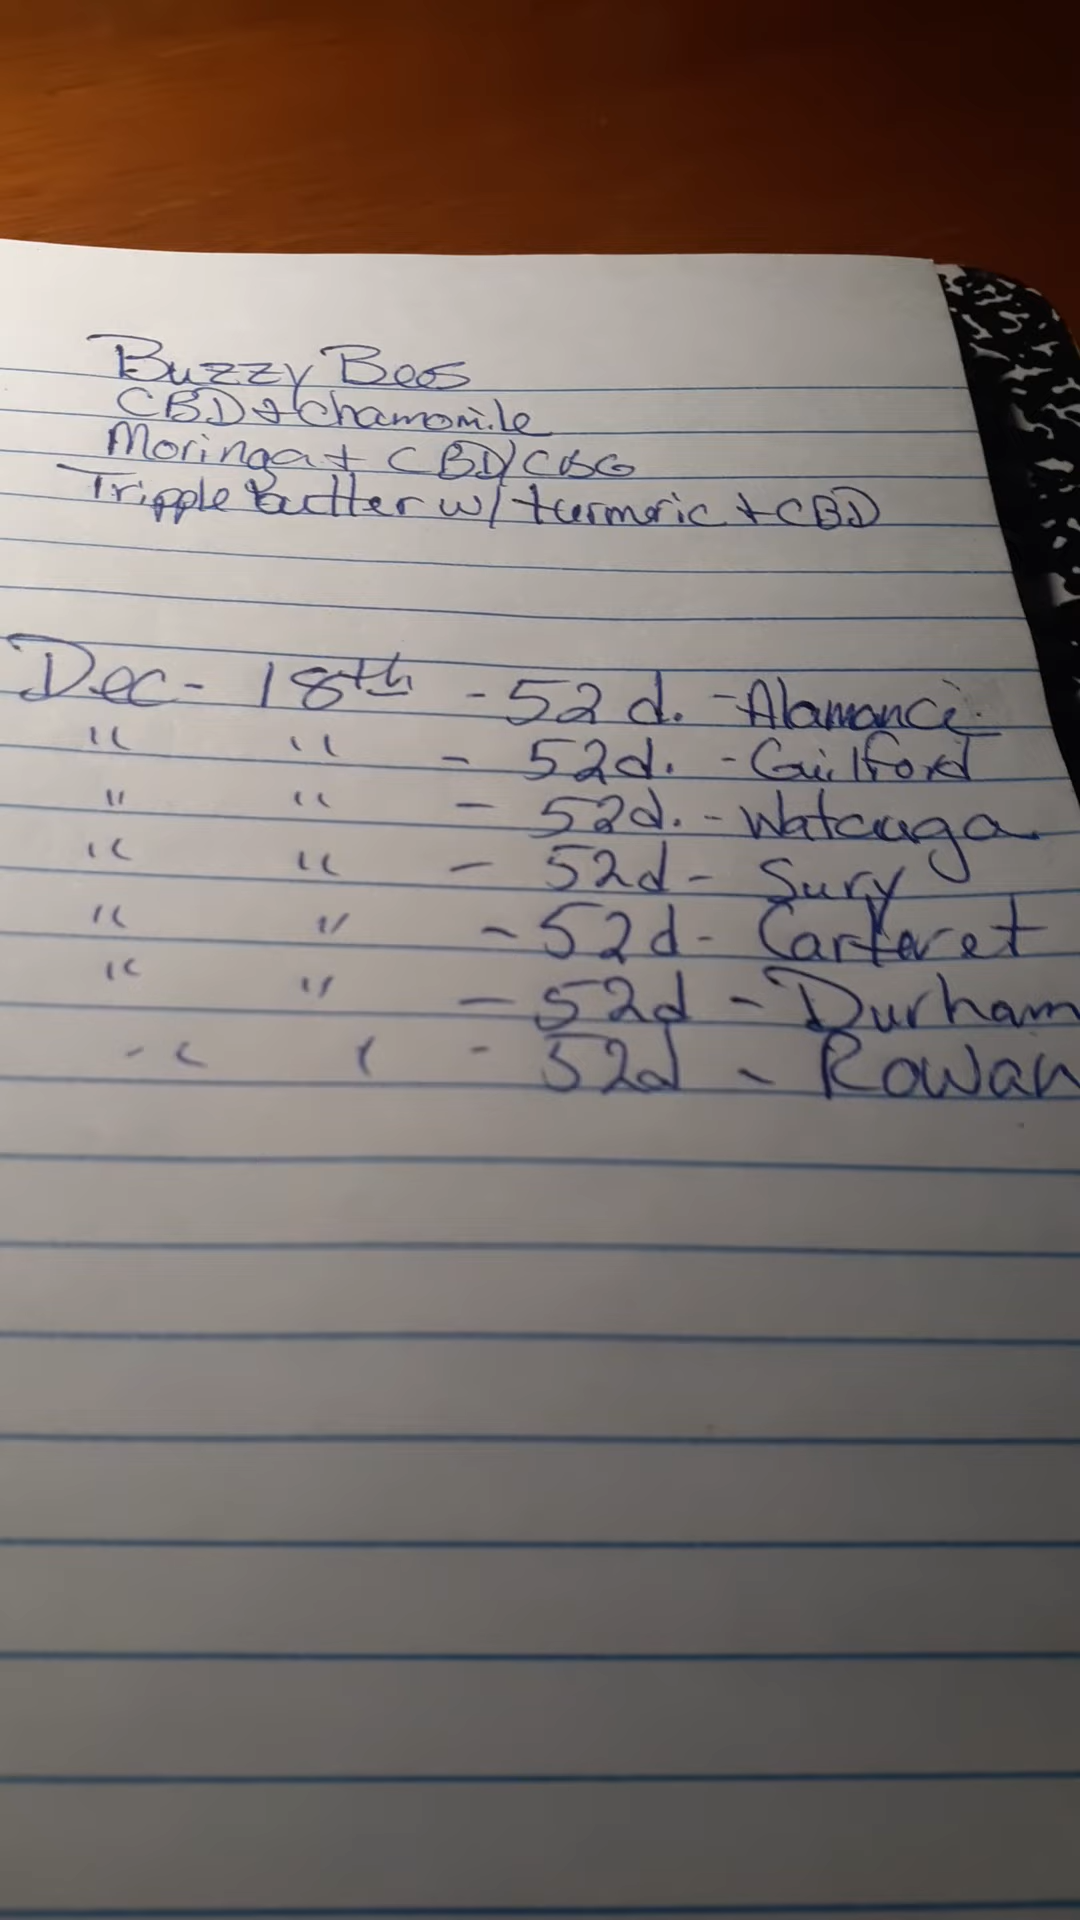 Buzzy Bees
CBD + Chamomile
Moringa + CBD/CBG
Tripple butter w/ turmeric + CBD
Dec - 18th - 52 d. - Alamance
" " - 52d. - Guilford
" " - 52d. - Watauga
" " - 52d - Surry
" " - 52d - Carteret
" " - 52d - Durham
" " - 52d - Rowan